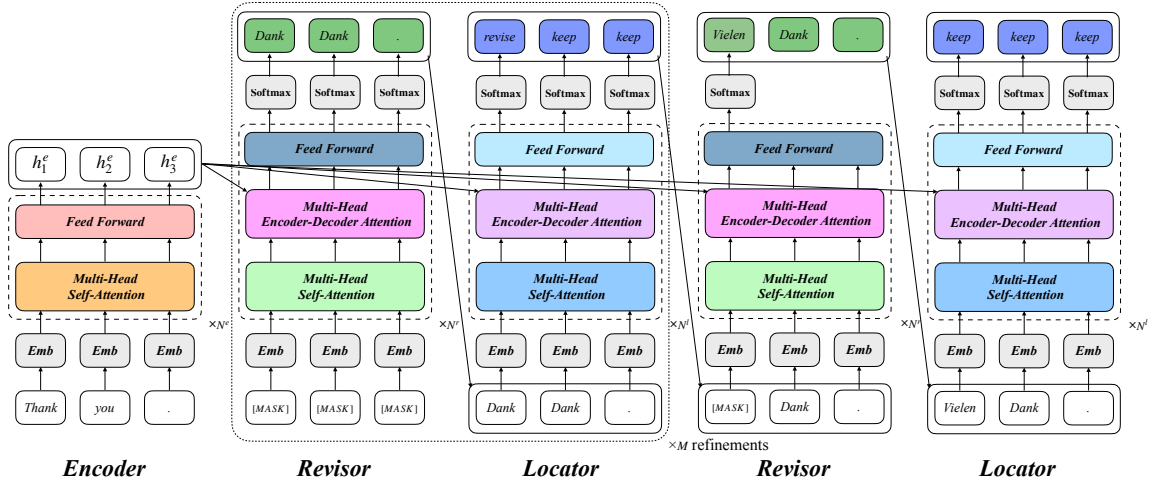 Dank Dank . revise keep keep Vielen Dank . keep keep keep
Softmax Softmax Softmax Softmax Softmax Softmax Softmax Softmax Softmax Softmax
Feed Forward Feed Forward Feed Forward Feed Forward
h₁ᵉ h₂ᵉ h₃ᵉ
Feed Forward
Multi-Head
Encoder-Decoder Attention
Multi-Head
Encoder-Decoder Attention
Multi-Head
Encoder-Decoder Attention
Multi-Head
Encoder-Decoder Attention
Multi-Head
Self-Attention
Multi-Head
Self-Attention
Multi-Head
Self-Attention
Multi-Head
Self-Attention
Multi-Head
Self-Attention
×Nᵉ ×Nʳ ×Nˡ ×Nʳ ×Nˡ
Emb Emb Emb Emb Emb Emb Emb Emb Emb Emb Emb Emb Emb Emb Emb
Thank you . [MASK] [MASK] [MASK] Dank Dank . [MASK] Dank . Vielen Dank .
×M refinements
Encoder Revisor Locator Revisor Locator